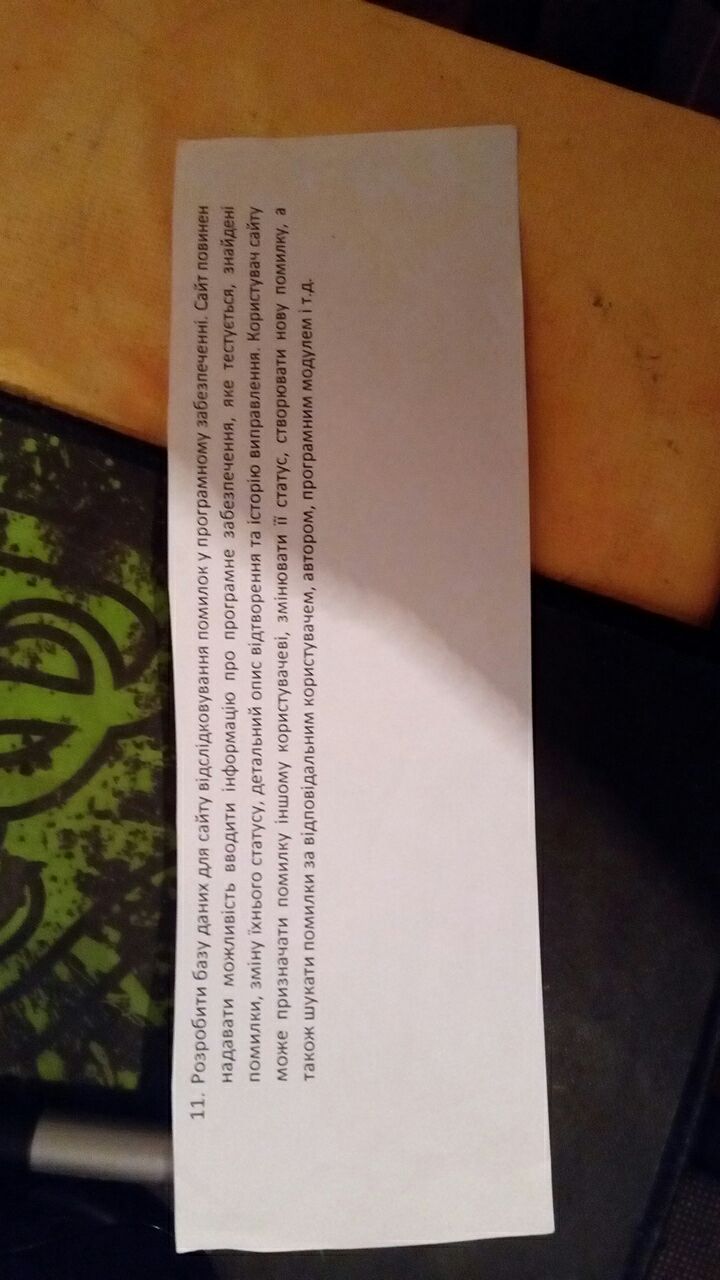 11. Розробити базу даних для сайту відслідковування помилок у програмному забезпеченні. Сайт повинен
надавати можливість вводити інформацію про програмне забезпечення, яке тестується, знайдені
помилки, зміну їхнього статусу, детальний опис відтворення та історію виправлення. Користувач сайту
може призначати помилку іншому користувачеві, змінювати її статус, створювати нову помилку, а
також шукати помилки за відповідальним користувачем, автором, програмним модулем і т.д.